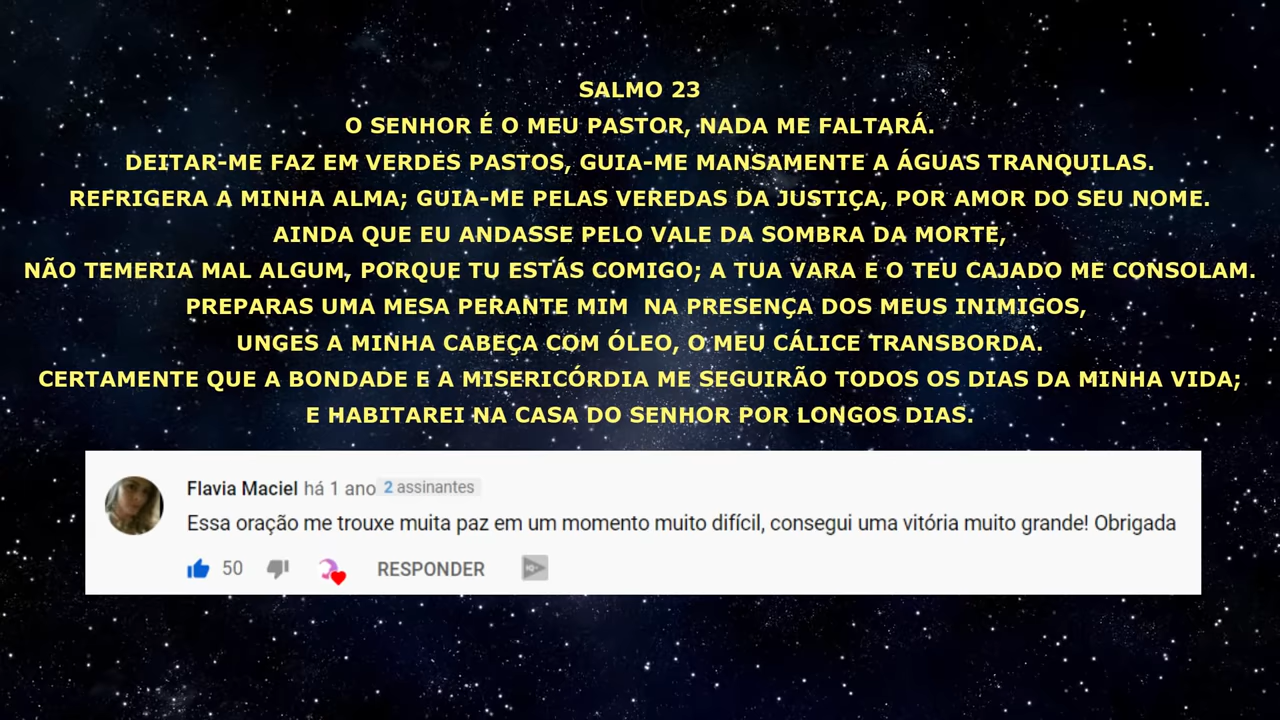 SALMO 23
O SENHOR É O MEU PASTOR, NADA ME FALTARÁ.
DEITAR-ME FAZ EM VERDES PASTOS, GUIA-ME MANSAMENTE A ÁGUAS TRANQUILAS.
REFRIGERA A MINHA ALMA; GUIA-ME PELAS VEREDAS DA JUSTIÇA, POR AMOR DO SEU NOME.
AINDA QUE EU ANDASSE PELO VALE DA SOMBRA DA MORTE,
NÃO TEMERIA MAL ALGUM, PORQUE TU ESTÁS COMIGO; A TUA VARA E O TEU CAJADO ME CONSOLAM.
PREPARAS UMA MESA PERANTE MIM  NA PRESENÇA DOS MEUS INIMIGOS,
UNGES A MINHA CABEÇA COM ÓLEO, O MEU CÁLICE TRANSBORDA.
CERTAMENTE QUE A BONDADE E A MISERICÓRDIA ME SEGUIRÃO TODOS OS DIAS DA MINHA VIDA;
E HABITAREI NA CASA DO SENHOR POR LONGOS DIAS.
Flavia Maciel há 1 ano 2 assinantes
Essa oração me trouxe muita paz em um momento muito difícil, consegui uma vitória muito grande! Obrigada
50 RESPONDER